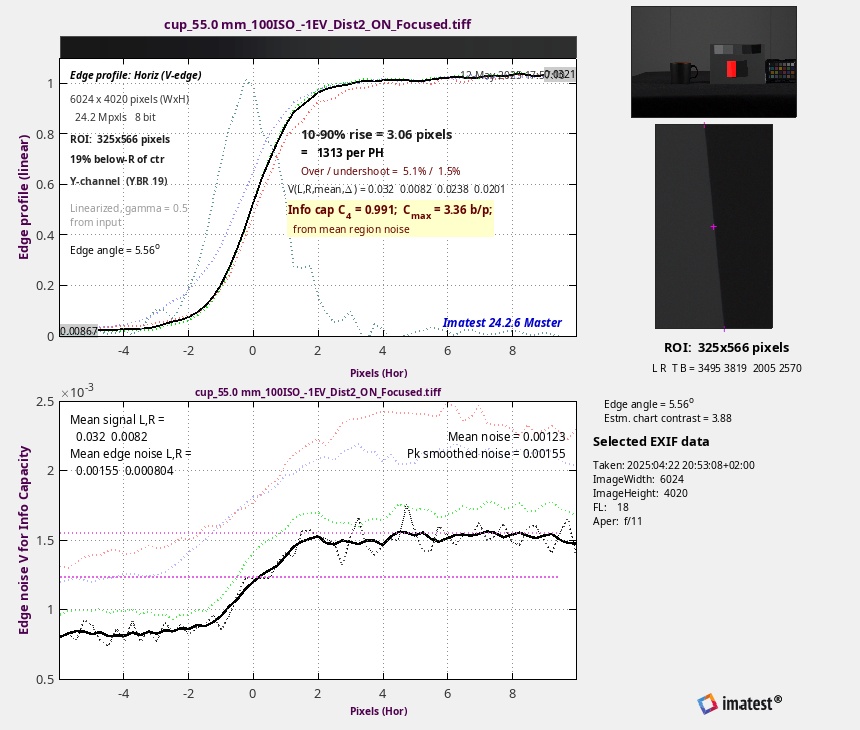 cup_55.0 mm_100ISO_-1EV_Dist2_ON_Focused.tiff
Edge profile (linear)
1
0.8
0.6
0.4
0.2
0
Edge profile: Horiz (V-edge)
6024 x 4020 pixels (WxH)
24.2 Mpxls 8 bit
ROI: 325x566 pixels
19% below-R of ctr
Y-channel (YBR 19)
Linearized, gamma = 0.5
from input
Edge angle = 5.56°
0.00867
0.0321
10-90% rise = 3.06 pixels
= 1313 per PH
Over / undershoot = 5.1% / 1.5%
V(L,R,mean,Δ) = 0.032 0.0082 0.0238 0.0201
Info cap C4 = 0.991; Cmax = 3.36 b/p;
from mean region noise
Imatest 24.2.6 Master
-4 -2 0 2 4 6 8
Pixels (Hor)
ROI: 325x566 pixels
L R T B = 3495 3819 2005 2570
cup_55.0 mm_100ISO_-1EV_Dist2_ON_Focused.tiff
×10-3
Edge noise V for Info Capacity
2.5
2
1.5
1
0.5
Mean signal L,R =
0.032 0.0082
Mean edge noise L,R =
0.00155 0.000804
Mean noise = 0.00123
Pk smoothed noise = 0.00155
-4 -2 0 2 4 6 8
Pixels (Hor)
Edge angle = 5.56°
Estm. chart contrast = 3.88
Selected EXIF data
Taken: 2025:04:22 20:53:08+02:00
ImageWidth: 6024
ImageHeight: 4020
FL: 18
Aper: f/11
imatest®